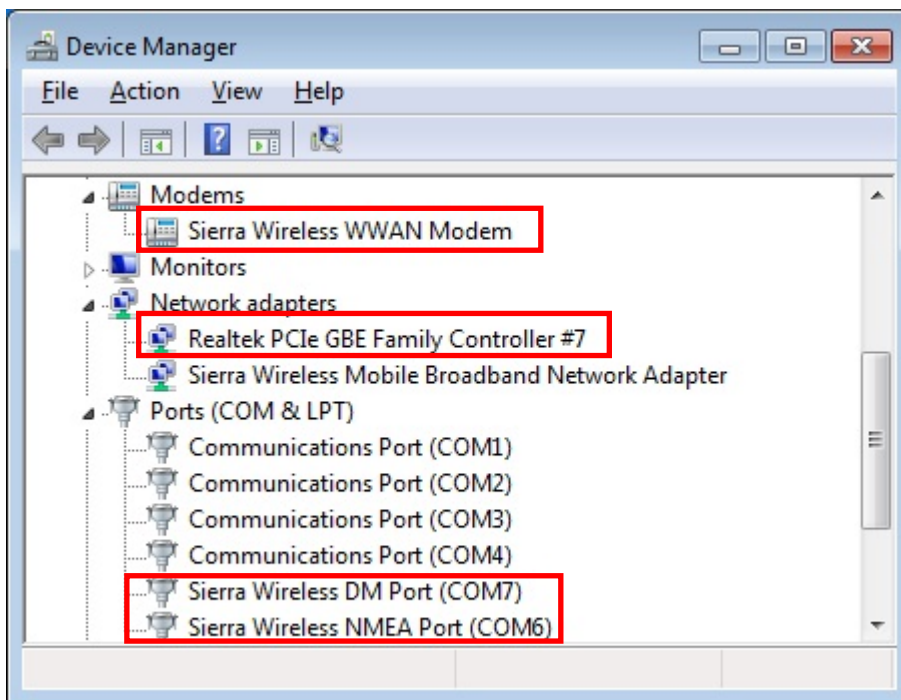 Device Manager
File Action View Help
Modems
Sierra Wireless WWAN Modem
Monitors
Network adapters
Realtek PCIe GBE Family Controller #7
Sierra Wireless Mobile Broadband Network Adapter
Ports (COM & LPT)
Communications Port (COM1)
Communications Port (COM2)
Communications Port (COM3)
Communications Port (COM4)
Sierra Wireless DM Port (COM7)
Sierra Wireless NMEA Port (COM6)